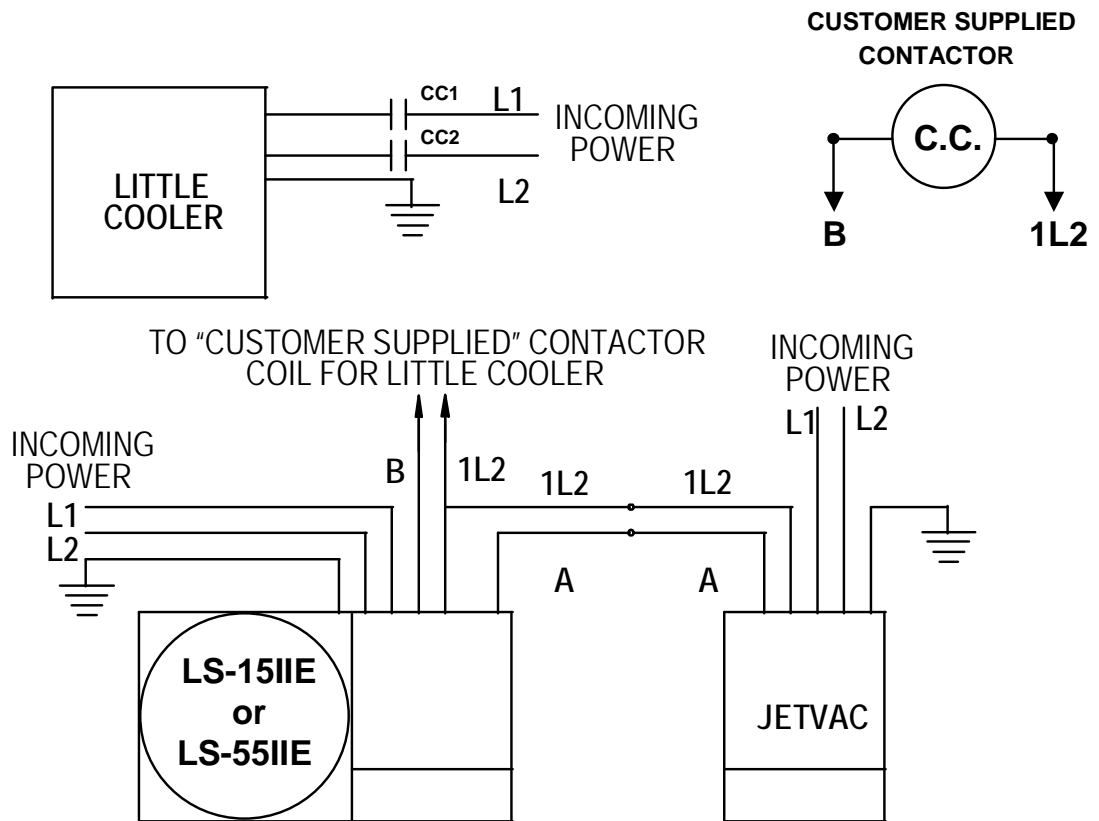 CUSTOMER SUPPLIED
CONTACTOR
CC1
L1
INCOMING
POWER
CC2
L2
LITTLE
COOLER
C.C.
B
1L2
TO "CUSTOMER SUPPLIED" CONTACTOR
COIL FOR LITTLE COOLER
INCOMING
POWER
L1
L2
INCOMING
POWER
L1
L2
B
1L2
1L2
1L2
A
A
LS-15IIE
or
LS-55IIE
JETVAC